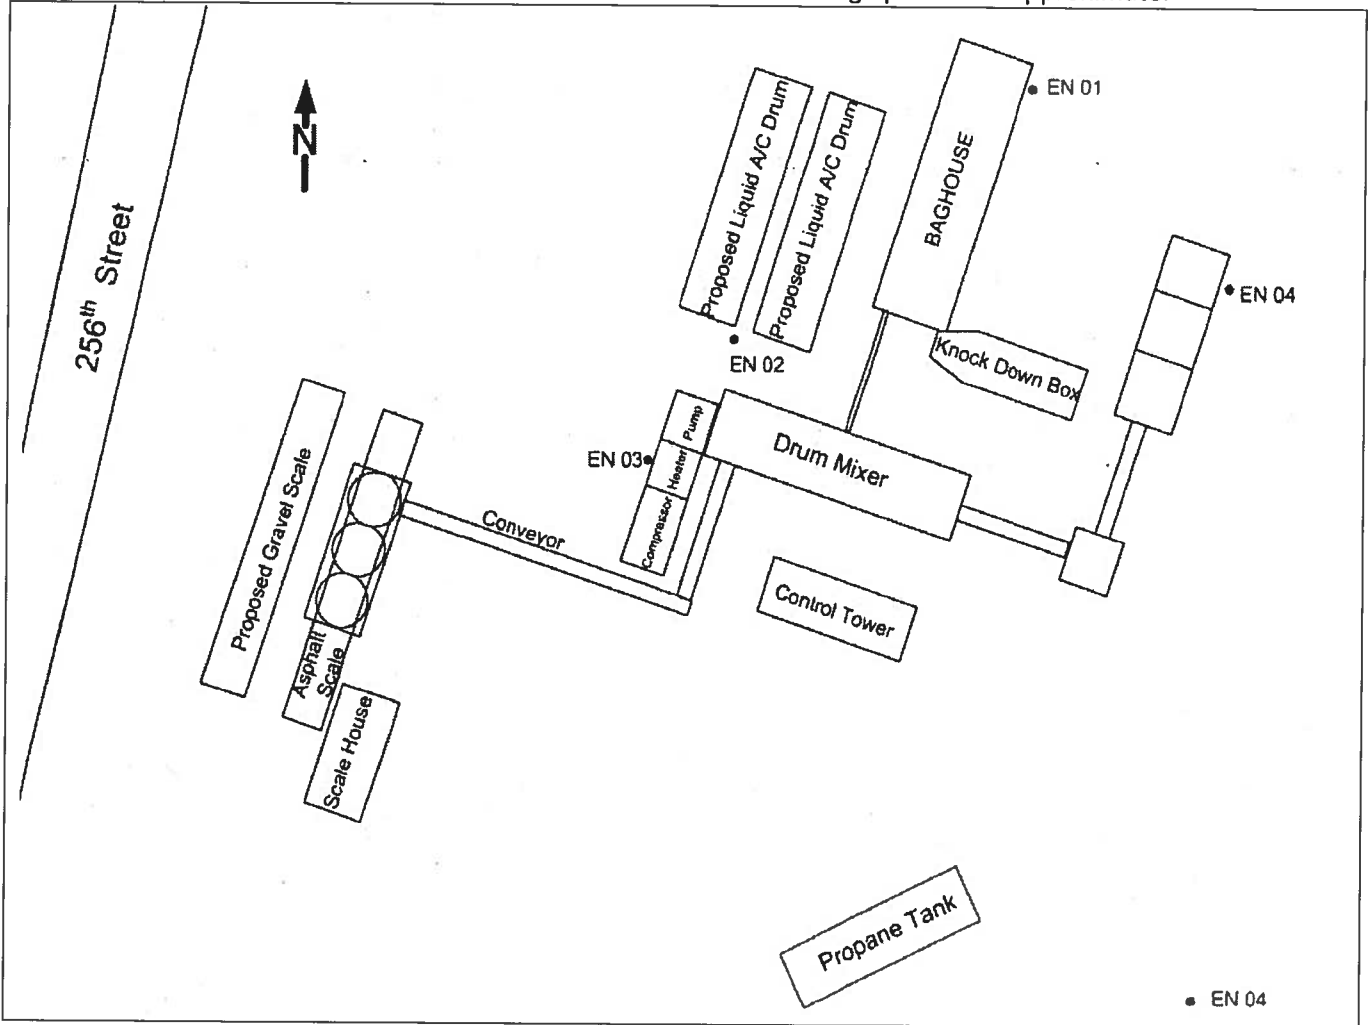 N
256th Street
Proposed Liquid A/C Drum
Proposed Liquid A/C Drum
BAGHOUSE
EN 01
EN 04
EN 02
Knock Down Box
Pump
Heator
Compressor
EN 03
Drum Mixer
Conveyor
Control Tower
Proposed Gravel Scale
Asphalt
Scale
Scale House
Propane Tank
EN 04